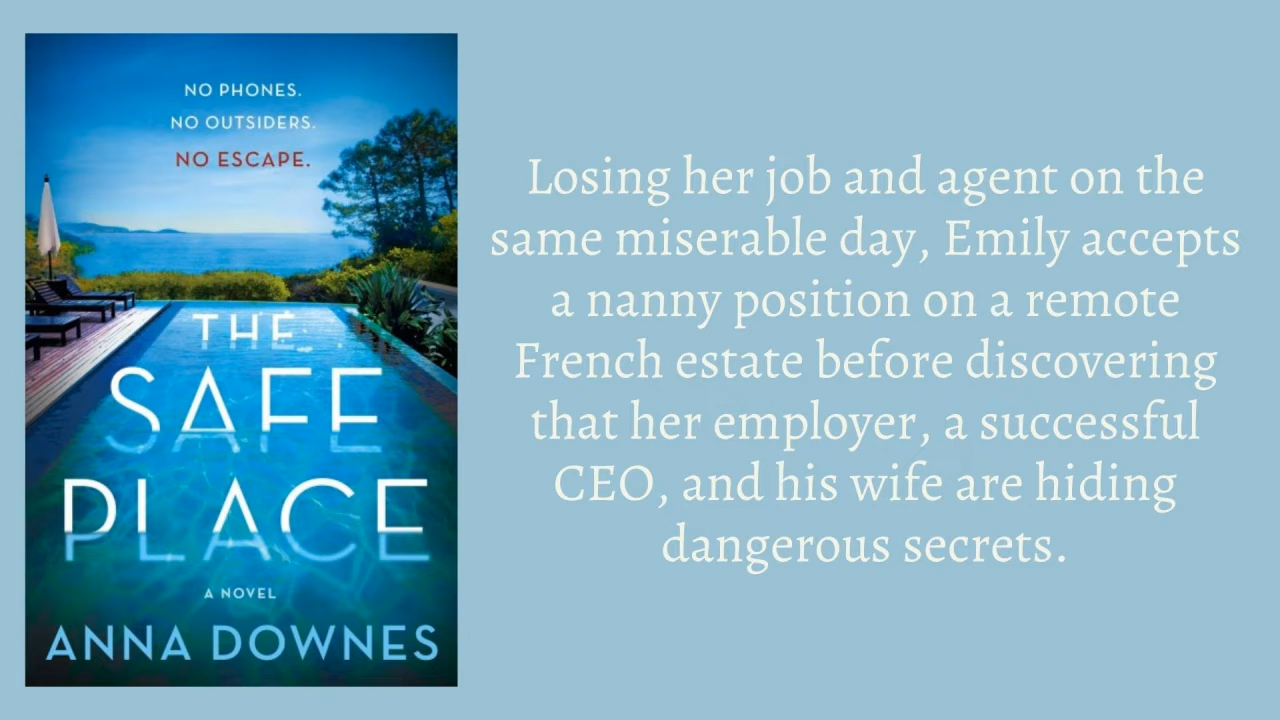 NO PHONES.
NO OUTSIDERS.
NO ESCAPE.
THE
SAFE
PLACE
A NOVEL
ANNA DOWNES
Losing her job and agent on the
same miserable day, Emily accepts
a nanny position on a remote
French estate before discovering
that her employer, a successful
CEO, and his wife are hiding
dangerous secrets.